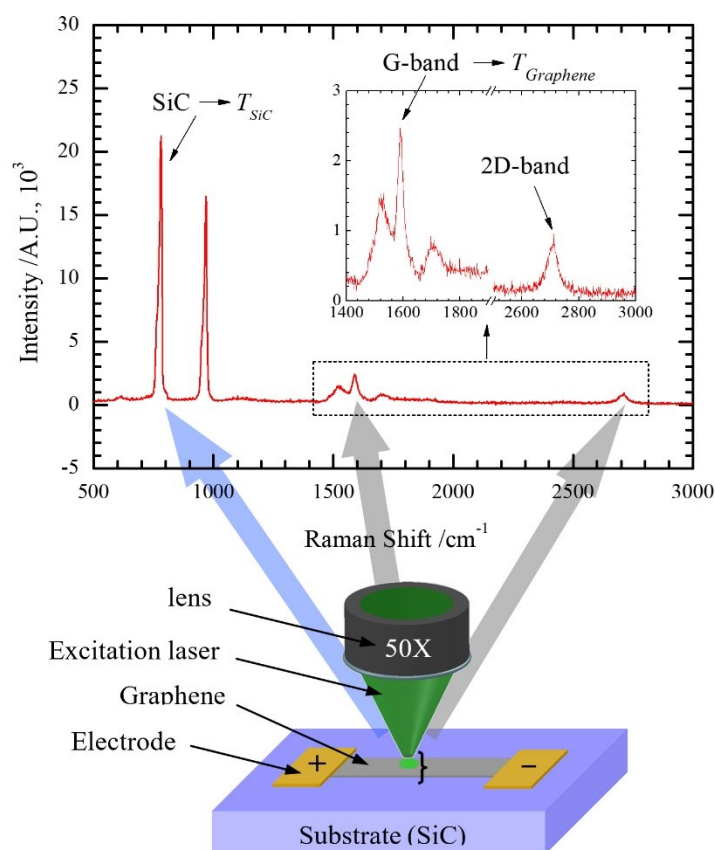 30
25
20
15
10
5
0
-5
Intensity /A.U., 10³
SiC → T_SiC
G-band → T_Graphene
2D-band
3
2
1
0
1400 1600 1800 2600 2800 3000
500 1000 1500 2000 2500 3000
Raman Shift /cm⁻¹
lens
50X
Excitation laser
Graphene
Electrode
+
−
}
Substrate (SiC)